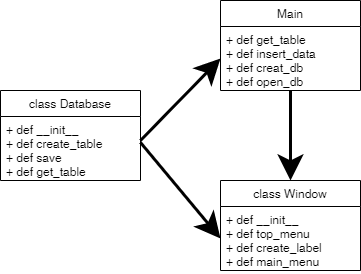 Main
+ def get_table
+ def insert_data
+ def creat_db
+ def open_db
class Database
+ def __init__
+ def create_table
+ def save
+ def get_table
class Window
+ def __init__
+ def top_menu
+ def create_label
+ def main_menu